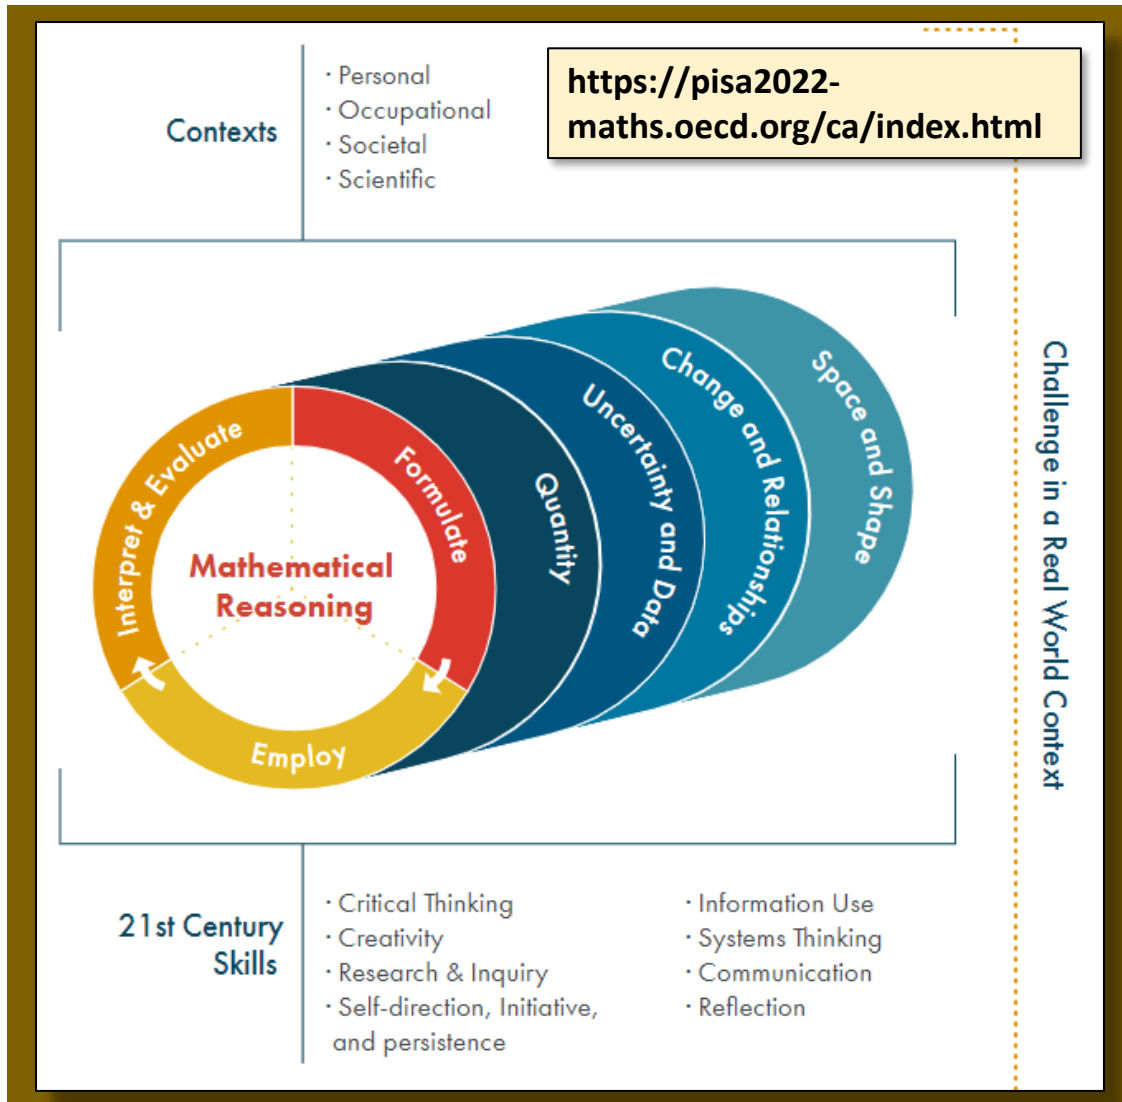 https://pisa2022-
maths.oecd.org/ca/index.html
Contexts
· Personal
· Occupational
· Societal
· Scientific
Interpret & Evaluate
Formulate
Employ
Mathematical
Reasoning
Quantity
Uncertainty and Data
Change and Relationships
Space and Shape
Challenge in a Real World Context
21st Century
Skills
· Critical Thinking
· Creativity
· Research & Inquiry
· Self-direction, Initiative,
and persistence
· Information Use
· Systems Thinking
· Communication
· Reflection